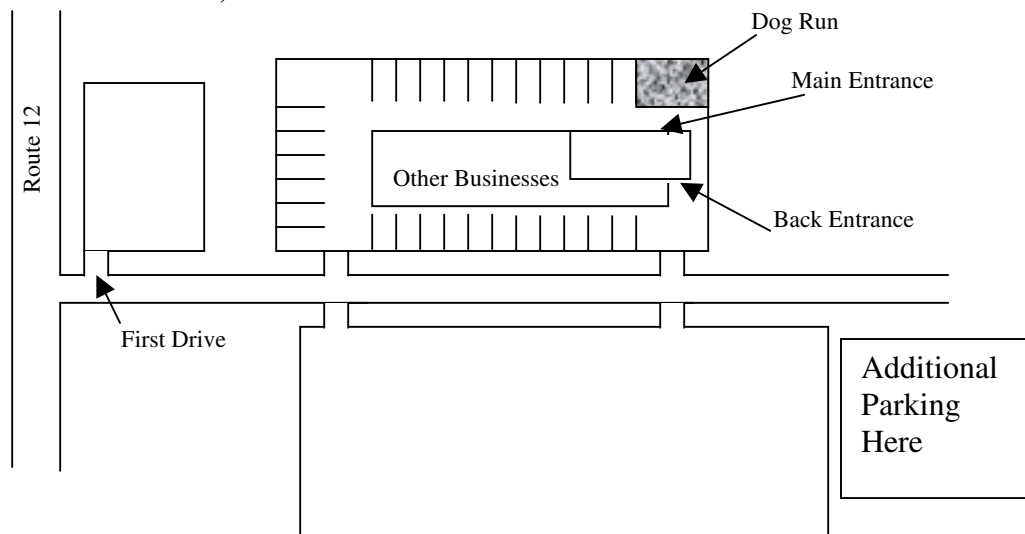 Dog Run
Main Entrance
Route 12
Other Businesses
Back Entrance
First Drive
Additional
Parking
Here